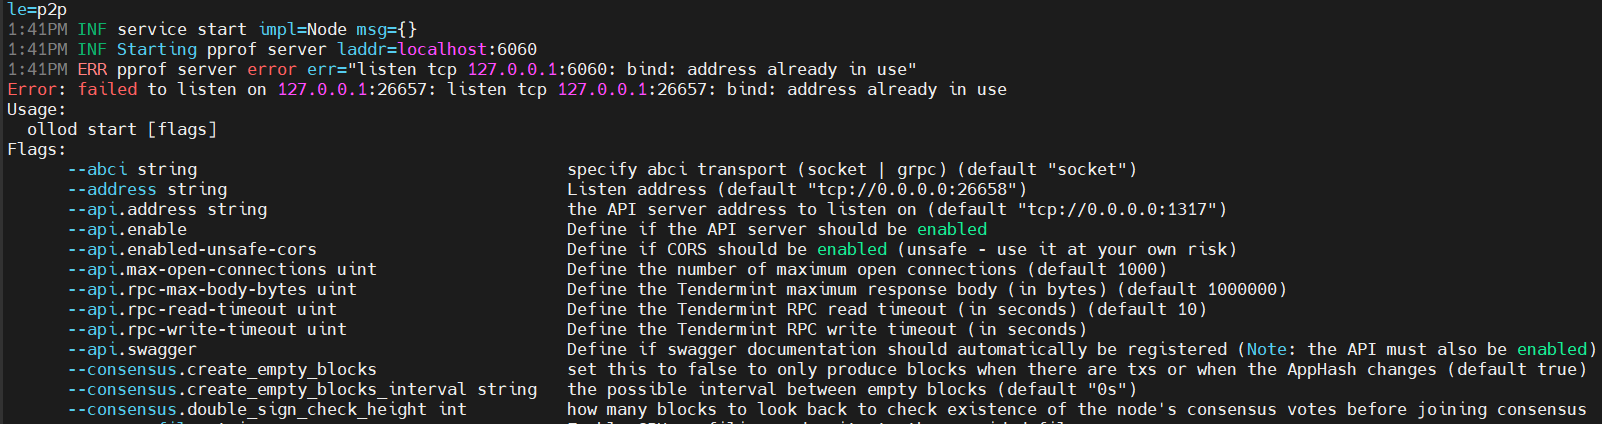 le=p2p
1:41PM INF service start impl=Node msg={}
1:41PM INF Starting pprof server laddr=localhost:6060
1:41PM ERR pprof server error err="listen tcp 127.0.0.1:6060: bind: address already in use"
Error: failed to listen on 127.0.0.1:26657: listen tcp 127.0.0.1:26657: bind: address already in use
Usage:
  ollod start [flags]
Flags:
      --abci string                                     specify abci transport (socket | grpc) (default "socket")
      --address string                                  Listen address (default "tcp://0.0.0.0:26658")
      --api.address string                              the API server address to listen on (default "tcp://0.0.0.0:1317")
      --api.enable                                      Define if the API server should be enabled
      --api.enabled-unsafe-cors                         Define if CORS should be enabled (unsafe - use it at your own risk)
      --api.max-open-connections uint                   Define the number of maximum open connections (default 1000)
      --api.rpc-max-body-bytes uint                     Define the Tendermint maximum response body (in bytes) (default 1000000)
      --api.rpc-read-timeout uint                       Define the Tendermint RPC read timeout (in seconds) (default 10)
      --api.rpc-write-timeout uint                      Define the Tendermint RPC write timeout (in seconds)
      --api.swagger                                     Define if swagger documentation should automatically be registered (Note: the API must also be enabled)
      --consensus.create_empty_blocks                   set this to false to only produce blocks when there are txs or when the AppHash changes (default true)
      --consensus.create_empty_blocks_interval string   the possible interval between empty blocks (default "0s")
      --consensus.double_sign_check_height int          how many blocks to look back to check existence of the node's consensus votes before joining consensus